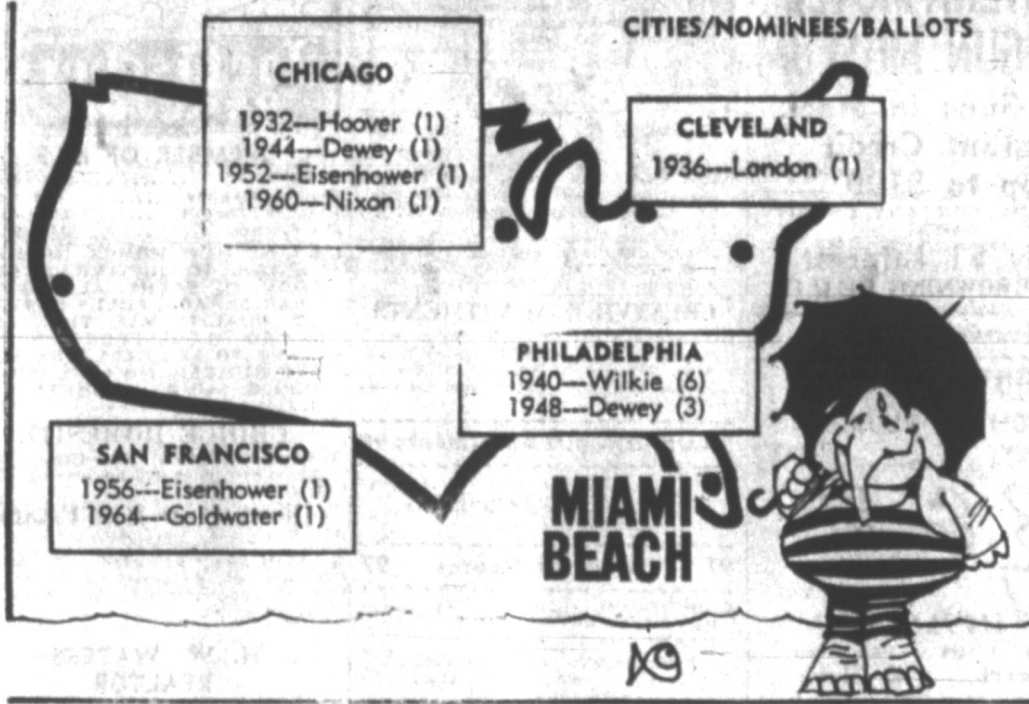 CITIES/NOMINEES/BALLOTS
CHICAGO
1932---Hoover (1)
1944---Dewey (1)
1952---Eisenhower (1)
1960---Nixon (1)
CLEVELAND
1936---London (1)
PHILADELPHIA
1940---Wilkie (6)
1948---Dewey (3)
SAN FRANCISCO
1956---Eisenhower (1)
1964---Goldwater (1)
MIAMI
BEACH